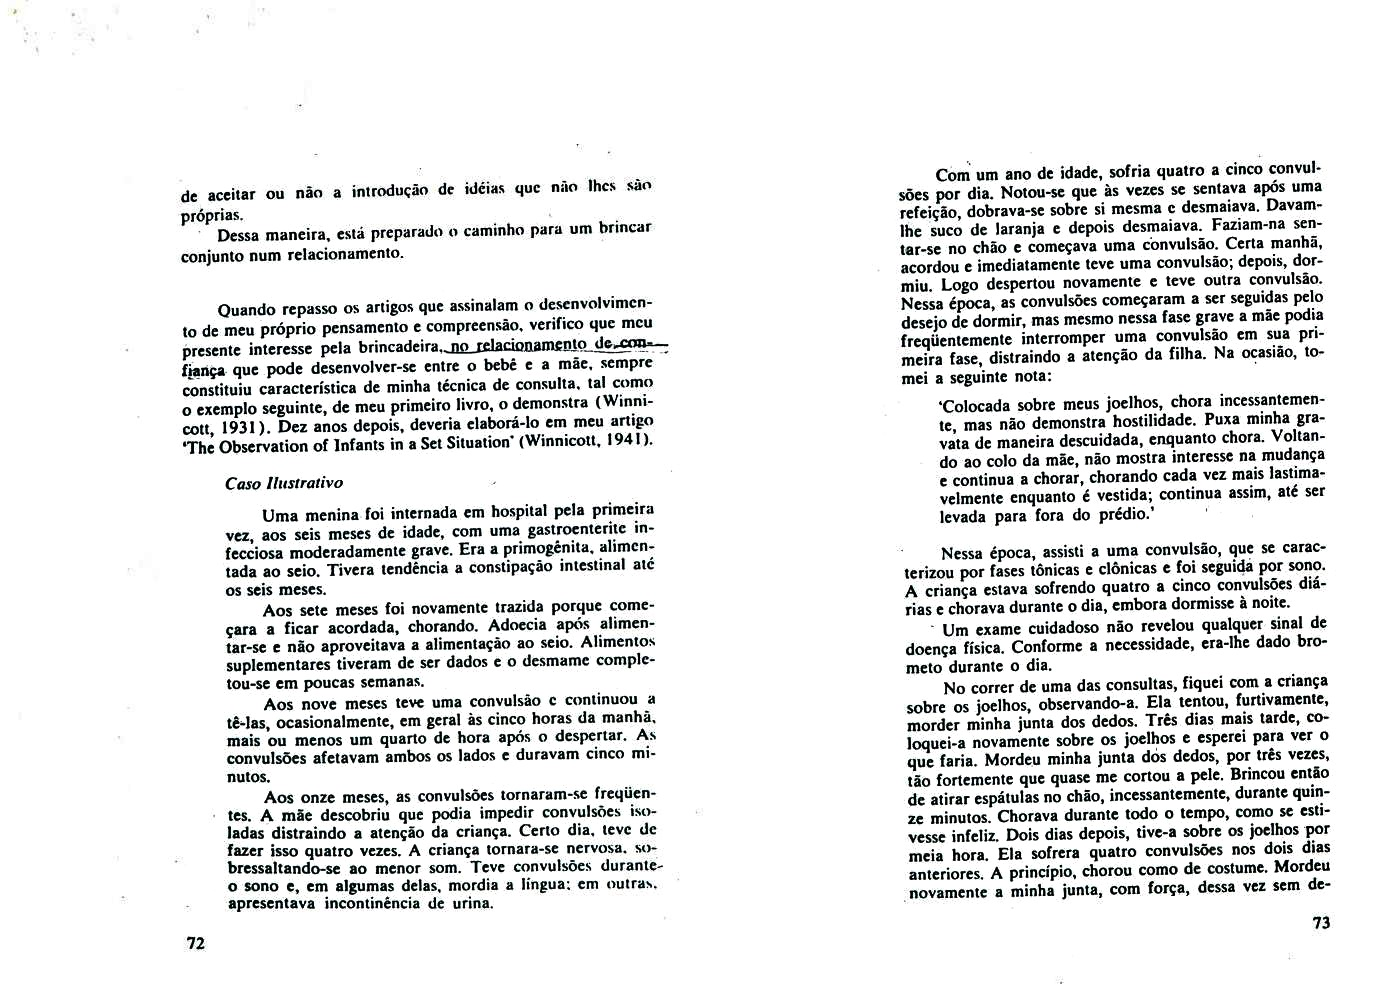 de aceitar ou não a introdução de idéias que não lhes são
próprias.
Dessa maneira, está preparado o caminho para um brincar
conjunto num relacionamento.
Quando repasso os artigos que assinalam o desenvolvimen-
to de meu próprio pensamento e compreensão, verifico que meu
presente interesse pela brincadeira, no relacionamento de con-
fiança que pode desenvolver-se entre o bebê e a mãe, sempre
constituiu característica de minha técnica de consulta, tal como
o exemplo seguinte, de meu primeiro livro, o demonstra (Winni-
cott, 1931). Dez anos depois, deveria elaborá-lo em meu artigo
'The Observation of Infants in a Set Situation' (Winnicott, 1941).
Caso Ilustrativo
Uma menina foi internada em hospital pela primeira
vez, aos seis meses de idade, com uma gastroenterite in-
fecciosa moderadamente grave. Era a primogênita, alimen-
tada ao seio. Tivera tendência a constipação intestinal até
os seis meses.
Aos sete meses foi novamente trazida porque come-
çara a ficar acordada, chorando. Adoecia após alimen-
tar-se e não aproveitava a alimentação ao seio. Alimentos
suplementares tiveram de ser dados e o desmame comple-
tou-se em poucas semanas.
Aos nove meses teve uma convulsão e continuou a
tê-las, ocasionalmente, em geral às cinco horas da manhã,
mais ou menos um quarto de hora após o despertar. As
convulsões afetavam ambos os lados e duravam cinco mi-
nutos.
Aos onze meses, as convulsões tornaram-se freqüen-
tes. A mãe descobriu que podia impedir convulsões iso-
ladas distraindo a atenção da criança. Certo dia, teve de
fazer isso quatro vezes. A criança tornara-se nervosa, so-
bressaltando-se ao menor som. Teve convulsões durante
o sono e, em algumas delas, mordia a língua; em outras,
apresentava incontinência de urina.
72
Com um ano de idade, sofria quatro a cinco convul-
sões por dia. Notou-se que às vezes se sentava após uma
refeição, dobrava-se sobre si mesma e desmaiava. Davam-
lhe suco de laranja e depois desmaiava. Faziam-na sen-
tar-se no chão e começava uma convulsão. Certa manhã,
acordou e imediatamente teve uma convulsão; depois, dor-
miu. Logo despertou novamente e teve outra convulsão.
Nessa época, as convulsões começaram a ser seguidas pelo
desejo de dormir, mas mesmo nessa fase grave a mãe podia
freqüentemente interromper uma convulsão em sua pri-
meira fase, distraindo a atenção da filha. Na ocasião, to-
mei a seguinte nota:
'Colocada sobre meus joelhos, chora incessantemen-
te, mas não demonstra hostilidade. Puxa minha gra-
vata de maneira descuidada, enquanto chora. Voltan-
do ao colo da mãe, não mostra interesse na mudança
e continua a chorar, chorando cada vez mais lastima-
velmente enquanto é vestida; continua assim, até ser
levada para fora do prédio.'
Nessa época, assisti a uma convulsão, que se carac-
terizou por fases tônicas e clônicas e foi seguida por sono.
A criança estava sofrendo quatro a cinco convulsões diá-
rias e chorava durante o dia, embora dormisse à noite.
Um exame cuidadoso não revelou qualquer sinal de
doença física. Conforme a necessidade, era-lhe dado bro-
meto durante o dia.
No correr de uma das consultas, fiquei com a criança
sobre os joelhos, observando-a. Ela tentou, furtivamente,
morder minha junta dos dedos. Três dias mais tarde, co-
loquei-a novamente sobre os joelhos e esperei para ver o
que faria. Mordeu minha junta dos dedos, por três vezes,
tão fortemente que quase me cortou a pele. Brincou então
de atirar espátulas no chão, incessantemente, durante quin-
ze minutos. Chorava durante todo o tempo, como se esti-
vesse infeliz. Dois dias depois, tive-a sobre os joelhos por
meia hora. Ela sofrera quatro convulsões nos dois dias
anteriores. A princípio, chorou como de costume. Mordeu
novamente a minha junta, com força, dessa vez sem de-
73